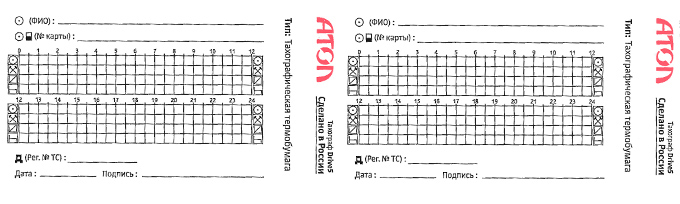 (ФИО) :
(№ карты) :
0 1 2 3 4 5 6 7 8 9 10 11 12
12 13 14 15 16 17 18 19 20 21 22 23 24
(Рег. № ТС) :
Дата : Подпись :
Тип: Тахографическая термобумага
АТОЛ
Тахограф Drive5
Сделано в России
(ФИО) :
(№ карты) :
0 1 2 3 4 5 6 7 8 9 10 11 12
12 13 14 15 16 17 18 19 20 21 22 23 24
(Рег. № ТС) :
Дата : Подпись :
Тип: Тахографическая термобумага
АТОЛ
Тахограф Drive5
Сделано в России